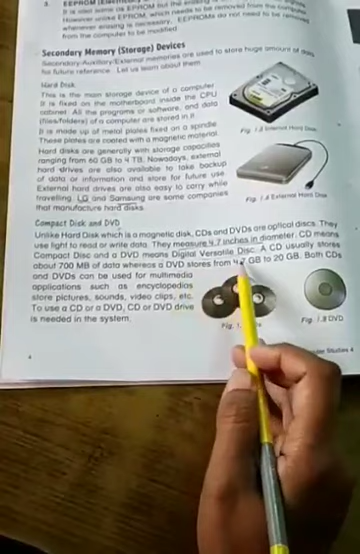 3. EEPROM
It is also same as EPROM but the
However unlike EPROM, which needs to be removed from the computer
whenever erasing is necessary, EEPROMs do not need to be removed
from the computer to be modified
Secondary Memory (Storage) Devices
Secondary/Auxiliary/External memories are used to store huge amount of data
for future reference. Let us learn about them.
Hard Disk
This is the main storage device of a computer
It is fixed on the motherboard inside the CPU
cabinet. All the programs or software, and data
(files/folders) of a computer are stored in it.
It is made up of metal plates fixed on a spindle.
These plates are coated with a magnetic material.
Hard disks are generally with storage capacities
ranging from 60 GB to 4 TB. Nowadays, external
hard drives are also available to take backup
of data or information and store for future use.
External hard drives are also easy to carry while
travelling. LG and Samsung are some companies
that manufacture hard disks.
Fig. 1.5 Internal Hard Disk
Fig. 1.6 External Hard Disk
Compact Disk and DVD
Unlike Hard Disk which is a magnetic disk, CDs and DVDs are optical discs. They
use light to read or write data. They measure 4.7 inches in diameter. CD means
Compact Disc and a DVD means Digital Versatile Disc. A CD usually stores
about 700 MB of data whereas a DVD stores from 4.7 GB to 20 GB. Both CDs
and DVDs can be used for multimedia
applications such as encyclopedias
store pictures, sounds, video clips, etc.
To use a CD or a DVD, CD or DVD drive
is needed in the system.
Fig. 1.
Fig. 1.8 DVD
Studies 4